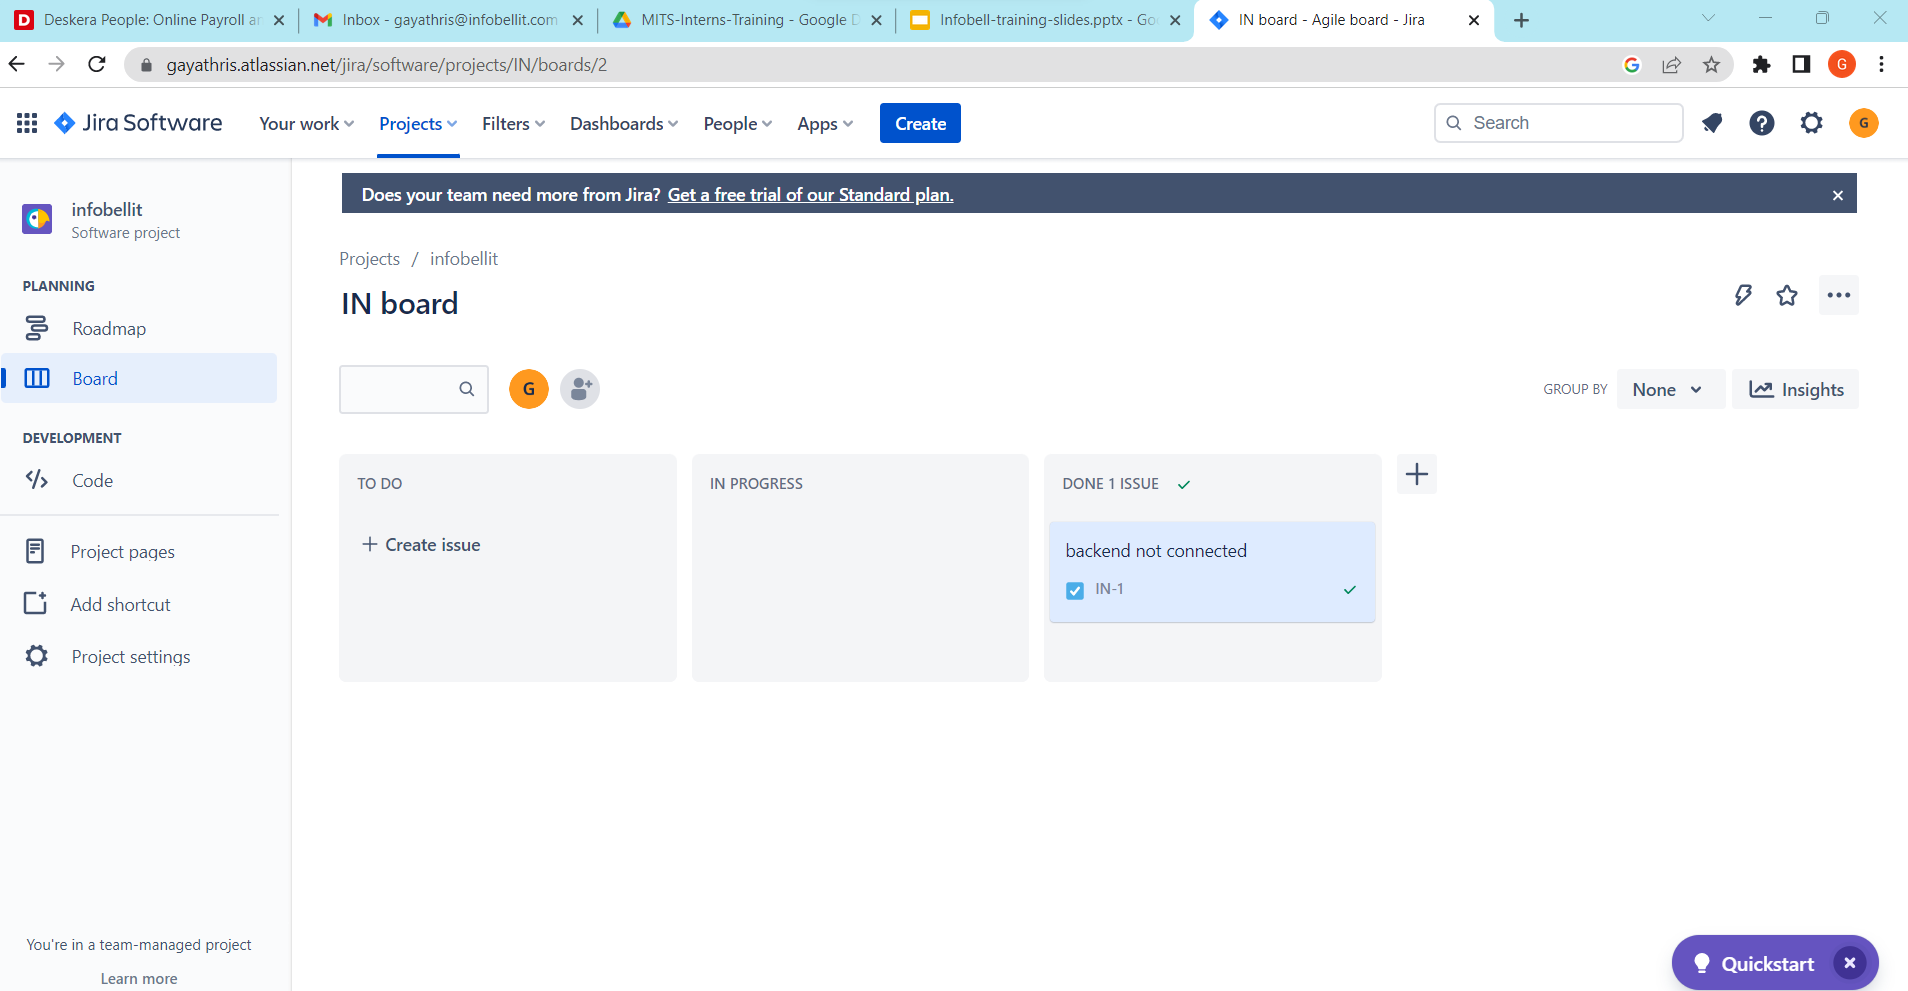 Deskera People: Online Payroll an
Inbox - gayathris@infobellit.com
MITS-Interns-Training - Google D
Infobell-training-slides.pptx - Goo
IN board - Agile board - Jira
gayathris.atlassian.net/jira/software/projects/IN/boards/2
G
Jira Software
Your work
Projects
Filters
Dashboards
People
Apps
Create
Search
G
infobellit
Software project
Does your team need more from Jira? Get a free trial of our Standard plan.
Projects / infobellit
IN board
PLANNING
Roadmap
Board
G
GROUP BY
None
Insights
DEVELOPMENT
Code
TO DO
IN PROGRESS
DONE 1 ISSUE
Create issue
backend not connected
IN-1
Project pages
Add shortcut
Project settings
You're in a team-managed project
Learn more
Quickstart